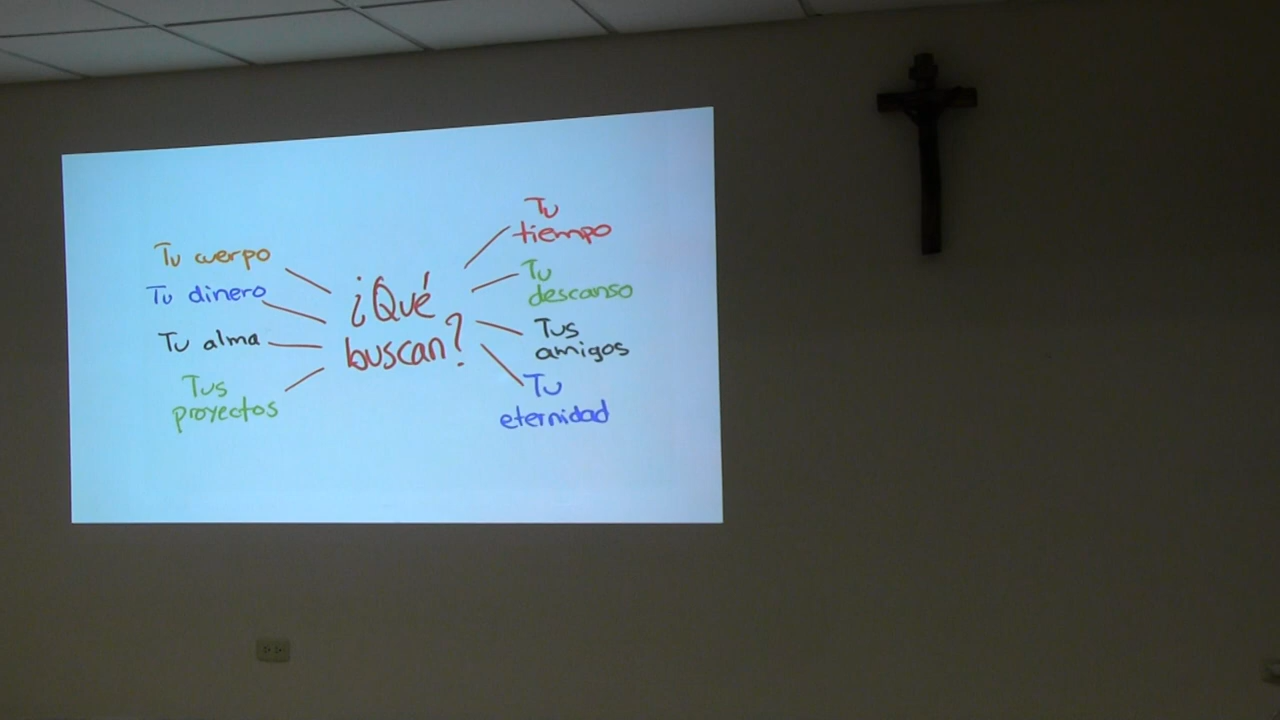 Tu cuerpo
Tu dinero
Tu alma
Tus
proyectos
¿Qué
buscan?
Tu
tiempo
Tu
descanso
Tus
amigos
Tu
eternidad